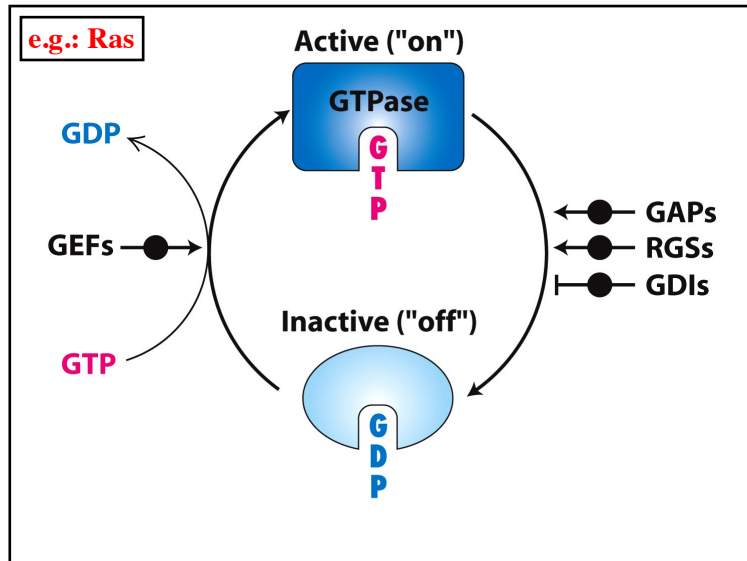 e.g.: Ras
Active ("on")
GTPase
G
T
P
GDP
GEFs
GTP
GAPs
RGSs
GDIs
Inactive ("off")
G
D
P